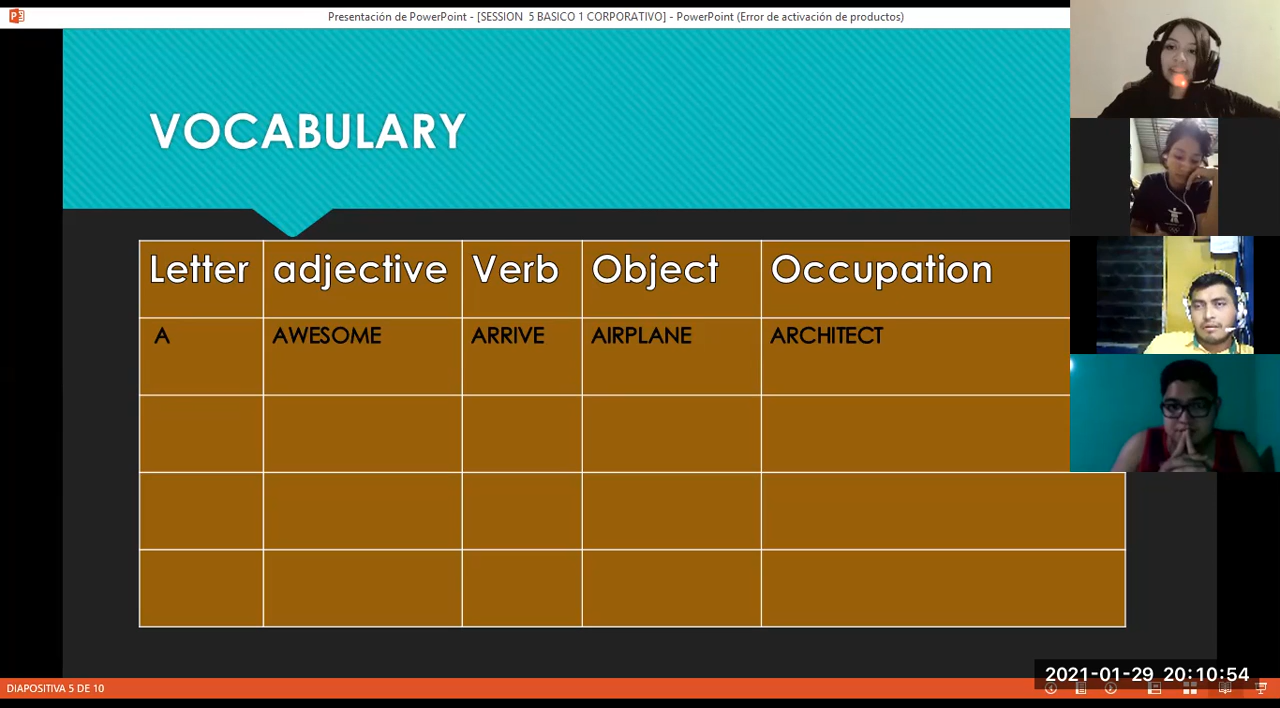 Presentación de PowerPoint - [SESSION 5 BASICO 1 CORPORATIVO] - PowerPoint (Error de activación de productos)
VOCABULARY
Letter adjective Verb Object Occupation
A AWESOME ARRIVE AIRPLANE ARCHITECT
2021-01-29 20:10:54
DIAPOSITIVA 5 DE 10